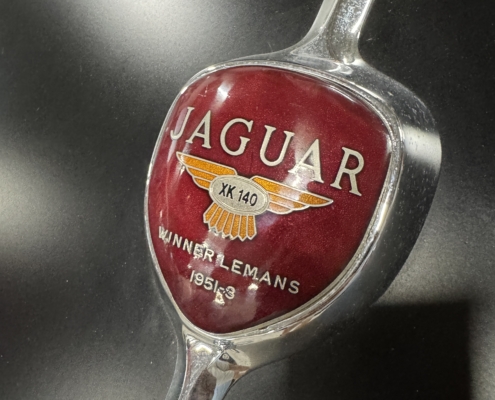 JAGUAR
XK 140
WINNER LEMANS
1951-3